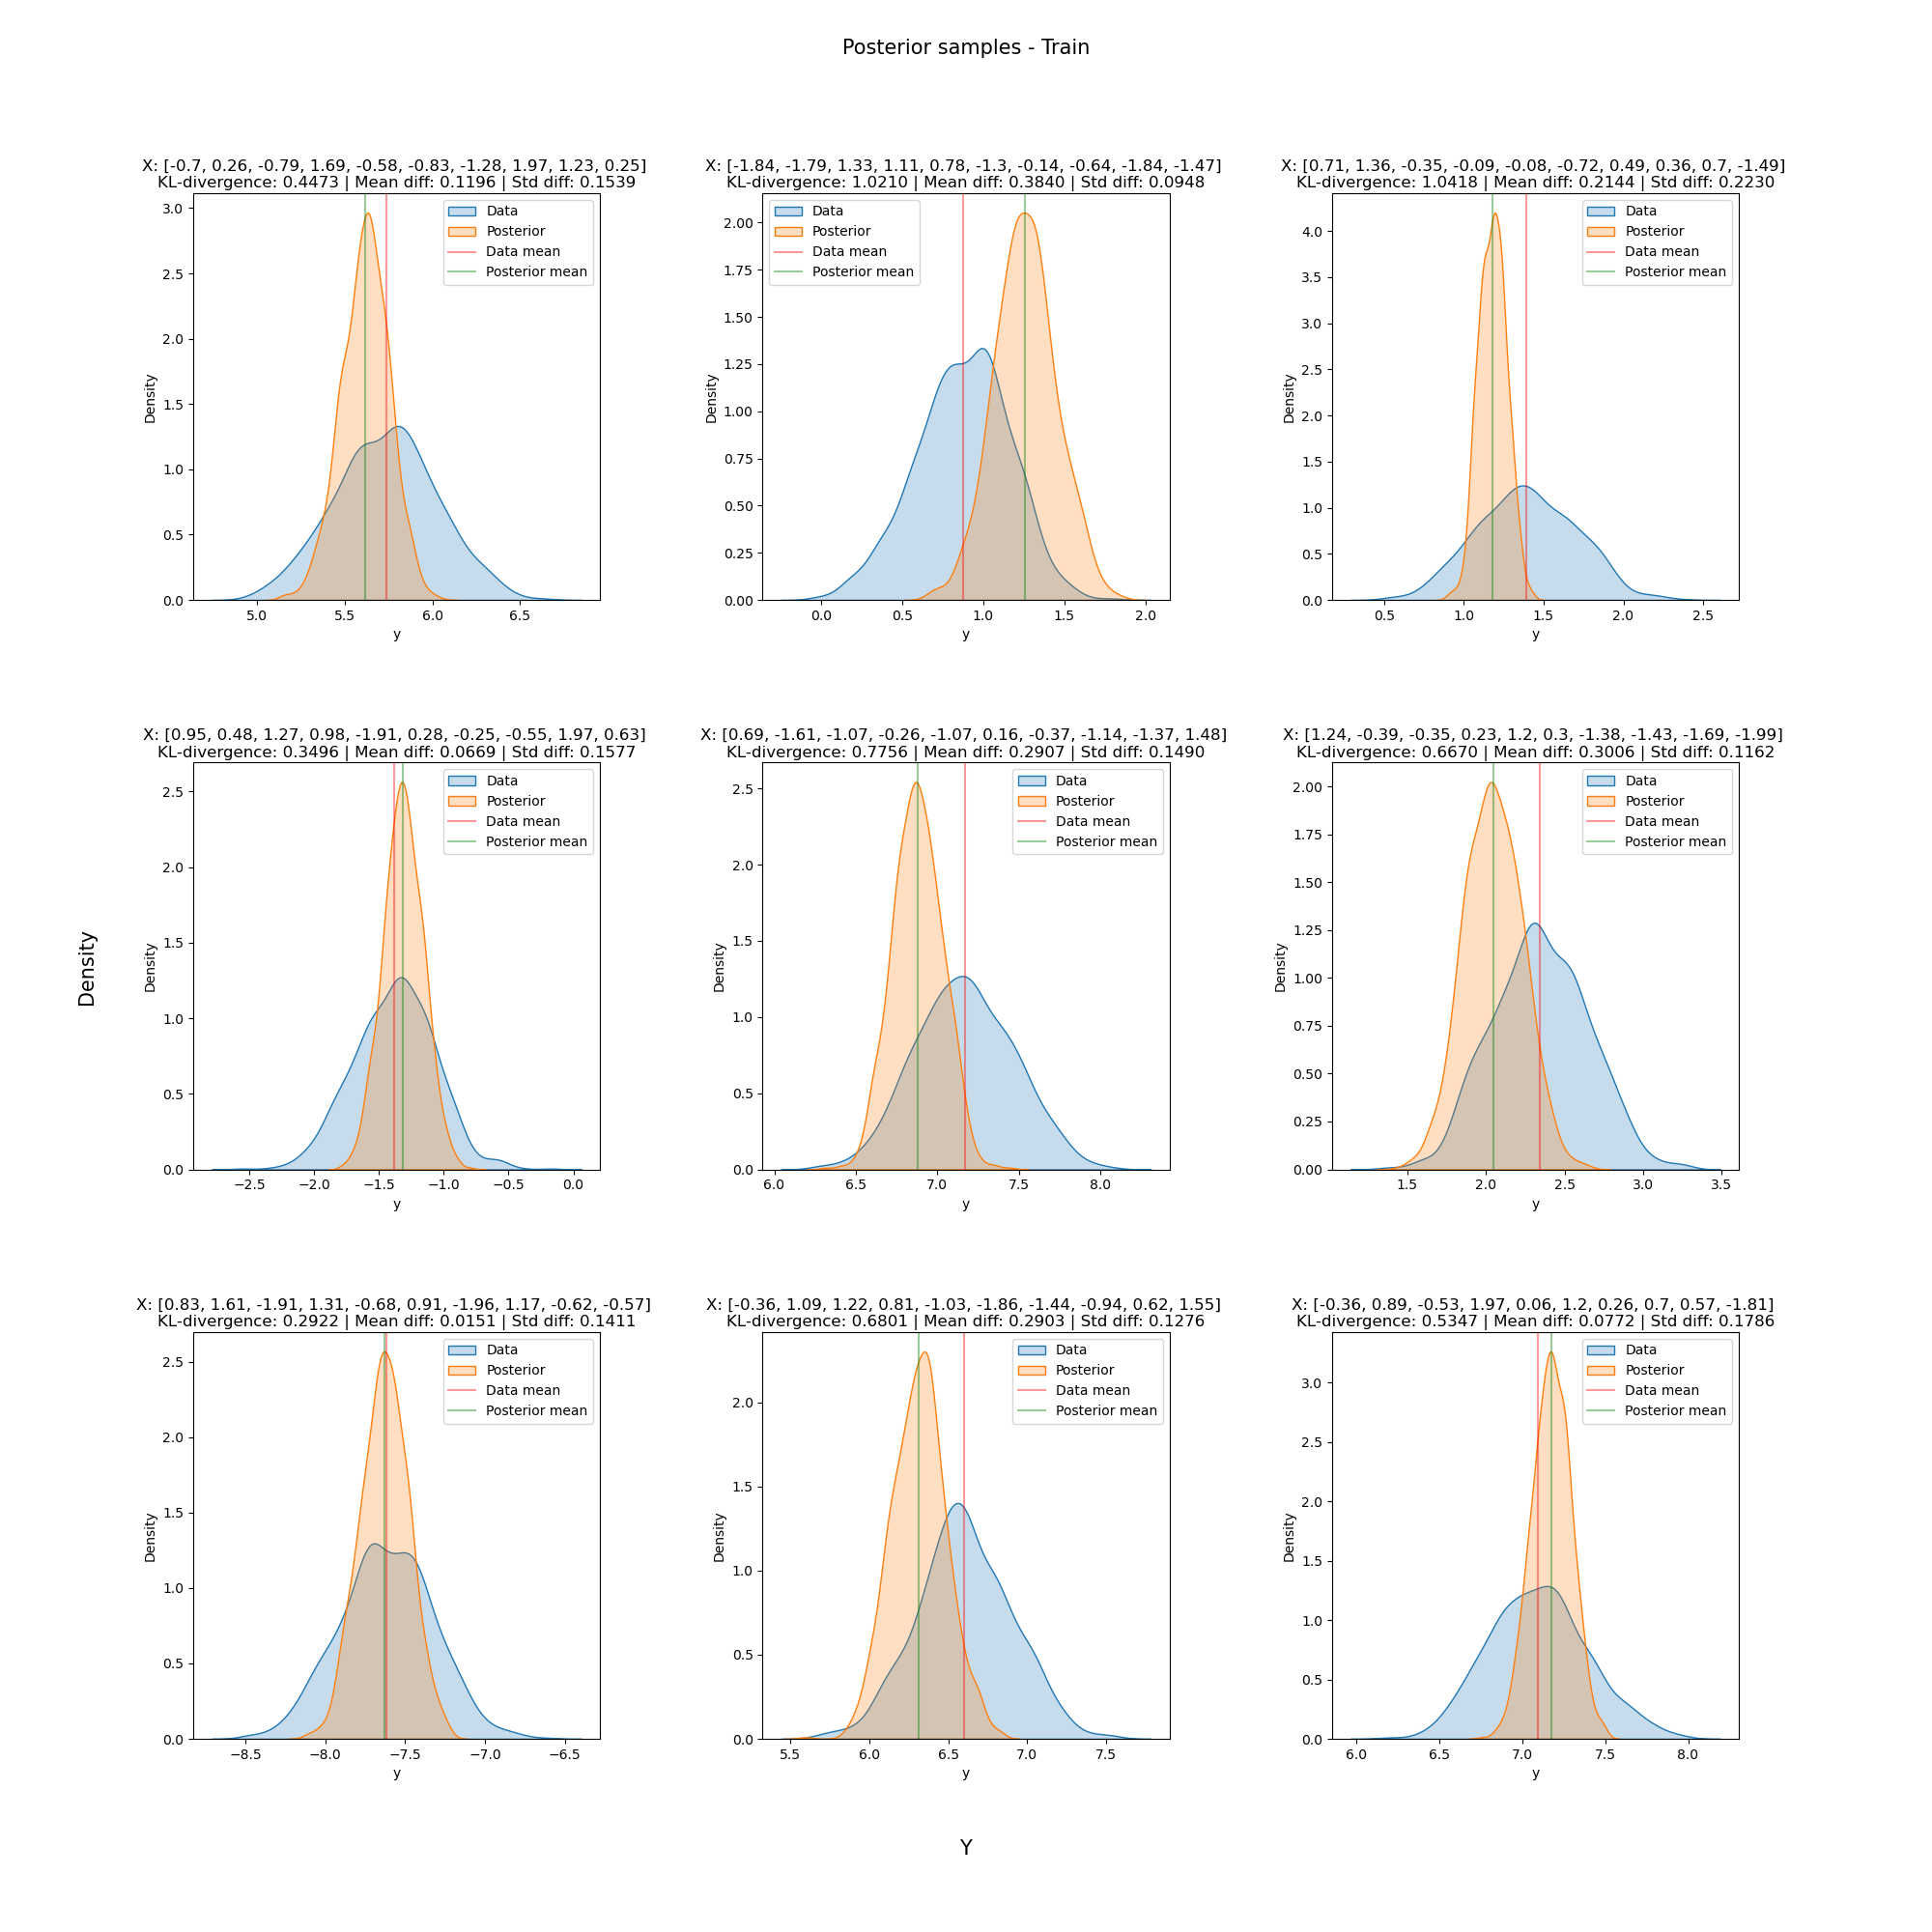 Posterior samples - Train
X: [-0.7, 0.26, -0.79, 1.69, -0.58, -0.83, -1.28, 1.97, 1.23, 0.25]
KL-divergence: 0.4473 | Mean diff: 0.1196 | Std diff: 0.1539
Data
Posterior
Data mean
Posterior mean
3.0
2.5
2.0
1.5
1.0
0.5
0.0
Density
5.0 5.5 6.0 6.5
y
X: [-1.84, -1.79, 1.33, 1.11, 0.78, -1.3, -0.14, -0.64, -1.84, -1.47]
KL-divergence: 1.0210 | Mean diff: 0.3840 | Std diff: 0.0948
Data
Posterior
Data mean
Posterior mean
2.00
1.75
1.50
1.25
1.00
0.75
0.50
0.25
0.00
Density
0.0 0.5 1.0 1.5 2.0
y
X: [0.71, 1.36, -0.35, -0.09, -0.08, -0.72, 0.49, 0.36, 0.7, -1.49]
KL-divergence: 1.0418 | Mean diff: 0.2144 | Std diff: 0.2230
Data
Posterior
Data mean
Posterior mean
4.0
3.5
3.0
2.5
2.0
1.5
1.0
0.5
0.0
Density
0.5 1.0 1.5 2.0 2.5
y
X: [0.95, 0.48, 1.27, 0.98, -1.91, 0.28, -0.25, -0.55, 1.97, 0.63]
KL-divergence: 0.3496 | Mean diff: 0.0669 | Std diff: 0.1577
Data
Posterior
Data mean
Posterior mean
2.5
2.0
1.5
1.0
0.5
0.0
Density
−2.5 −2.0 −1.5 −1.0 −0.5 0.0
y
X: [0.69, -1.61, -1.07, -0.26, -1.07, 0.16, -0.37, -1.14, -1.37, 1.48]
KL-divergence: 0.7756 | Mean diff: 0.2907 | Std diff: 0.1490
Data
Posterior
Data mean
Posterior mean
2.5
2.0
1.5
1.0
0.5
0.0
Density
6.0 6.5 7.0 7.5 8.0
y
X: [1.24, -0.39, -0.35, 0.23, 1.2, 0.3, -1.38, -1.43, -1.69, -1.99]
KL-divergence: 0.6670 | Mean diff: 0.3006 | Std diff: 0.1162
Data
Posterior
Data mean
Posterior mean
2.00
1.75
1.50
1.25
1.00
0.75
0.50
0.25
0.00
Density
1.5 2.0 2.5 3.0 3.5
y
Density
X: [0.83, 1.61, -1.91, 1.31, -0.68, 0.91, -1.96, 1.17, -0.62, -0.57]
KL-divergence: 0.2922 | Mean diff: 0.0151 | Std diff: 0.1411
Data
Posterior
Data mean
Posterior mean
2.5
2.0
1.5
1.0
0.5
0.0
Density
−8.5 −8.0 −7.5 −7.0 −6.5
y
X: [-0.36, 1.09, 1.22, 0.81, -1.03, -1.86, -1.44, -0.94, 0.62, 1.55]
KL-divergence: 0.6801 | Mean diff: 0.2903 | Std diff: 0.1276
Data
Posterior
Data mean
Posterior mean
2.0
1.5
1.0
0.5
0.0
Density
5.5 6.0 6.5 7.0 7.5
y
X: [-0.36, 0.89, -0.53, 1.97, 0.06, 1.2, 0.26, 0.7, 0.57, -1.81]
KL-divergence: 0.5347 | Mean diff: 0.0772 | Std diff: 0.1786
Data
Posterior
Data mean
Posterior mean
3.0
2.5
2.0
1.5
1.0
0.5
0.0
Density
6.0 6.5 7.0 7.5 8.0
y
Y